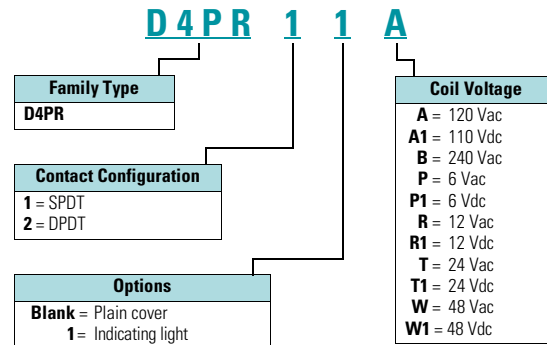 D4PR 1 1 A
Family Type
D4PR
Contact Configuration
1 = SPDT
2 = DPDT
Options
Blank = Plain cover
1 = Indicating light
Coil Voltage
A = 120 Vac
A1 = 110 Vdc
B = 240 Vac
P = 6 Vac
P1 = 6 Vdc
R = 12 Vac
R1 = 12 Vdc
T = 24 Vac
T1 = 24 Vdc
W = 48 Vac
W1 = 48 Vdc